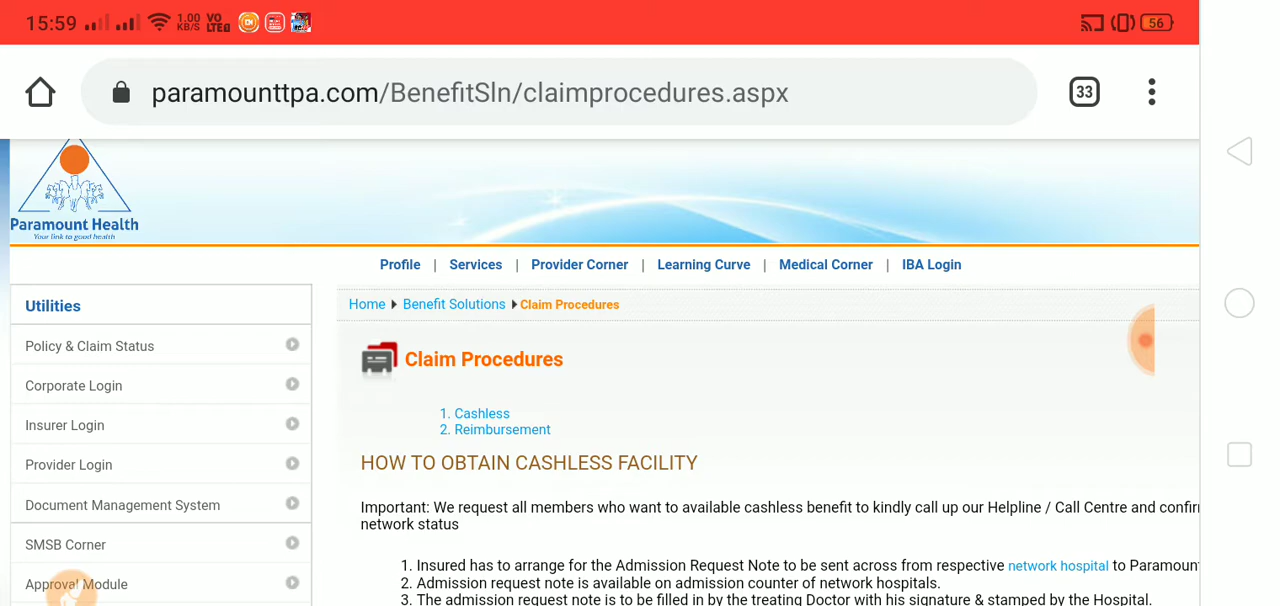 15:59 1.00 KB/S VO LTE 56
paramounttpa.com/BenefitSln/claimprocedures.aspx 33
Paramount Health
Your link to good health
Profile | Services | Provider Corner | Learning Curve | Medical Corner | IBA Login
Utilities
Policy & Claim Status
Corporate Login
Insurer Login
Provider Login
Document Management System
SMSB Corner
Approval Module
Home Benefit Solutions Claim Procedures
Claim Procedures
1. Cashless
2. Reimbursement
HOW TO OBTAIN CASHLESS FACILITY
Important: We request all members who want to available cashless benefit to kindly call up our Helpline / Call Centre and confir
network status
1. Insured has to arrange for the Admission Request Note to be sent across from respective network hospital to Paramoun
2. Admission request note is available on admission counter of network hospitals.
3. The admission request note is to be filled in by the treating Doctor with his signature & stamped by the Hospital.